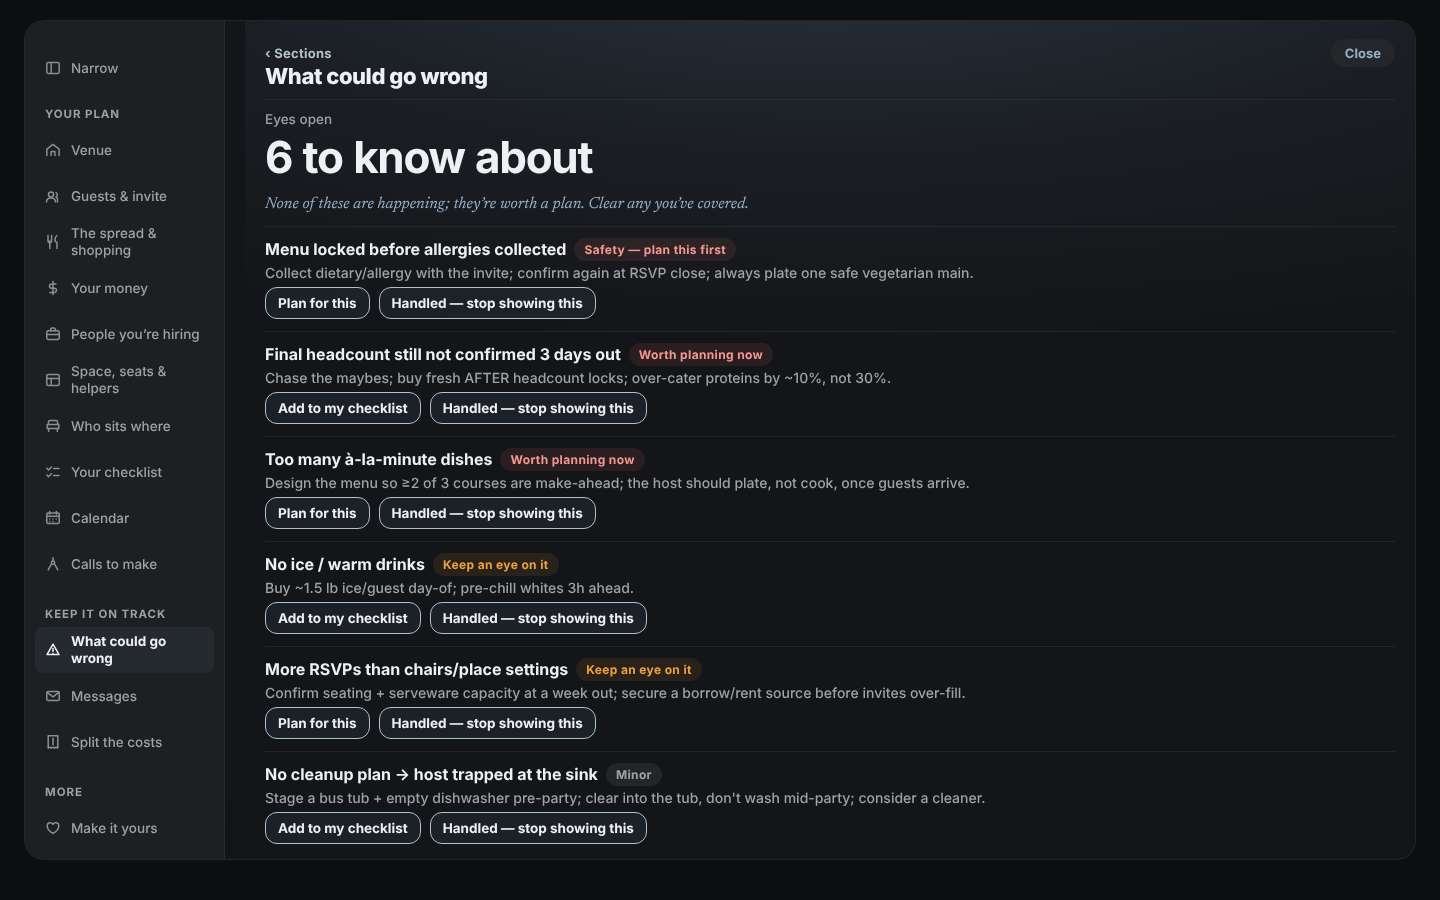 Narrow
YOUR PLAN
Venue
Guests & invite
The spread &
shopping
Your money
People you’re hiring
Space, seats &
helpers
Who sits where
Your checklist
Calendar
Calls to make
KEEP IT ON TRACK
What could go
wrong
Messages
Split the costs
MORE
Make it yours
‹ Sections
What could go wrong
Close
Eyes open
6 to know about
None of these are happening; they’re worth a plan. Clear any you’ve covered.
Menu locked before allergies collected Safety — plan this first
Collect dietary/allergy with the invite; confirm again at RSVP close; always plate one safe vegetarian main.
Plan for this Handled — stop showing this
Final headcount still not confirmed 3 days out Worth planning now
Chase the maybes; buy fresh AFTER headcount locks; over-cater proteins by ~10%, not 30%.
Add to my checklist Handled — stop showing this
Too many à-la-minute dishes Worth planning now
Design the menu so ≥2 of 3 courses are make-ahead; the host should plate, not cook, once guests arrive.
Plan for this Handled — stop showing this
No ice / warm drinks Keep an eye on it
Buy ~1.5 lb ice/guest day-of; pre-chill whites 3h ahead.
Add to my checklist Handled — stop showing this
More RSVPs than chairs/place settings Keep an eye on it
Confirm seating + serveware capacity at a week out; secure a borrow/rent source before invites over-fill.
Plan for this Handled — stop showing this
No cleanup plan → host trapped at the sink Minor
Stage a bus tub + empty dishwasher pre-party; clear into the tub, don't wash mid-party; consider a cleaner.
Add to my checklist Handled — stop showing this